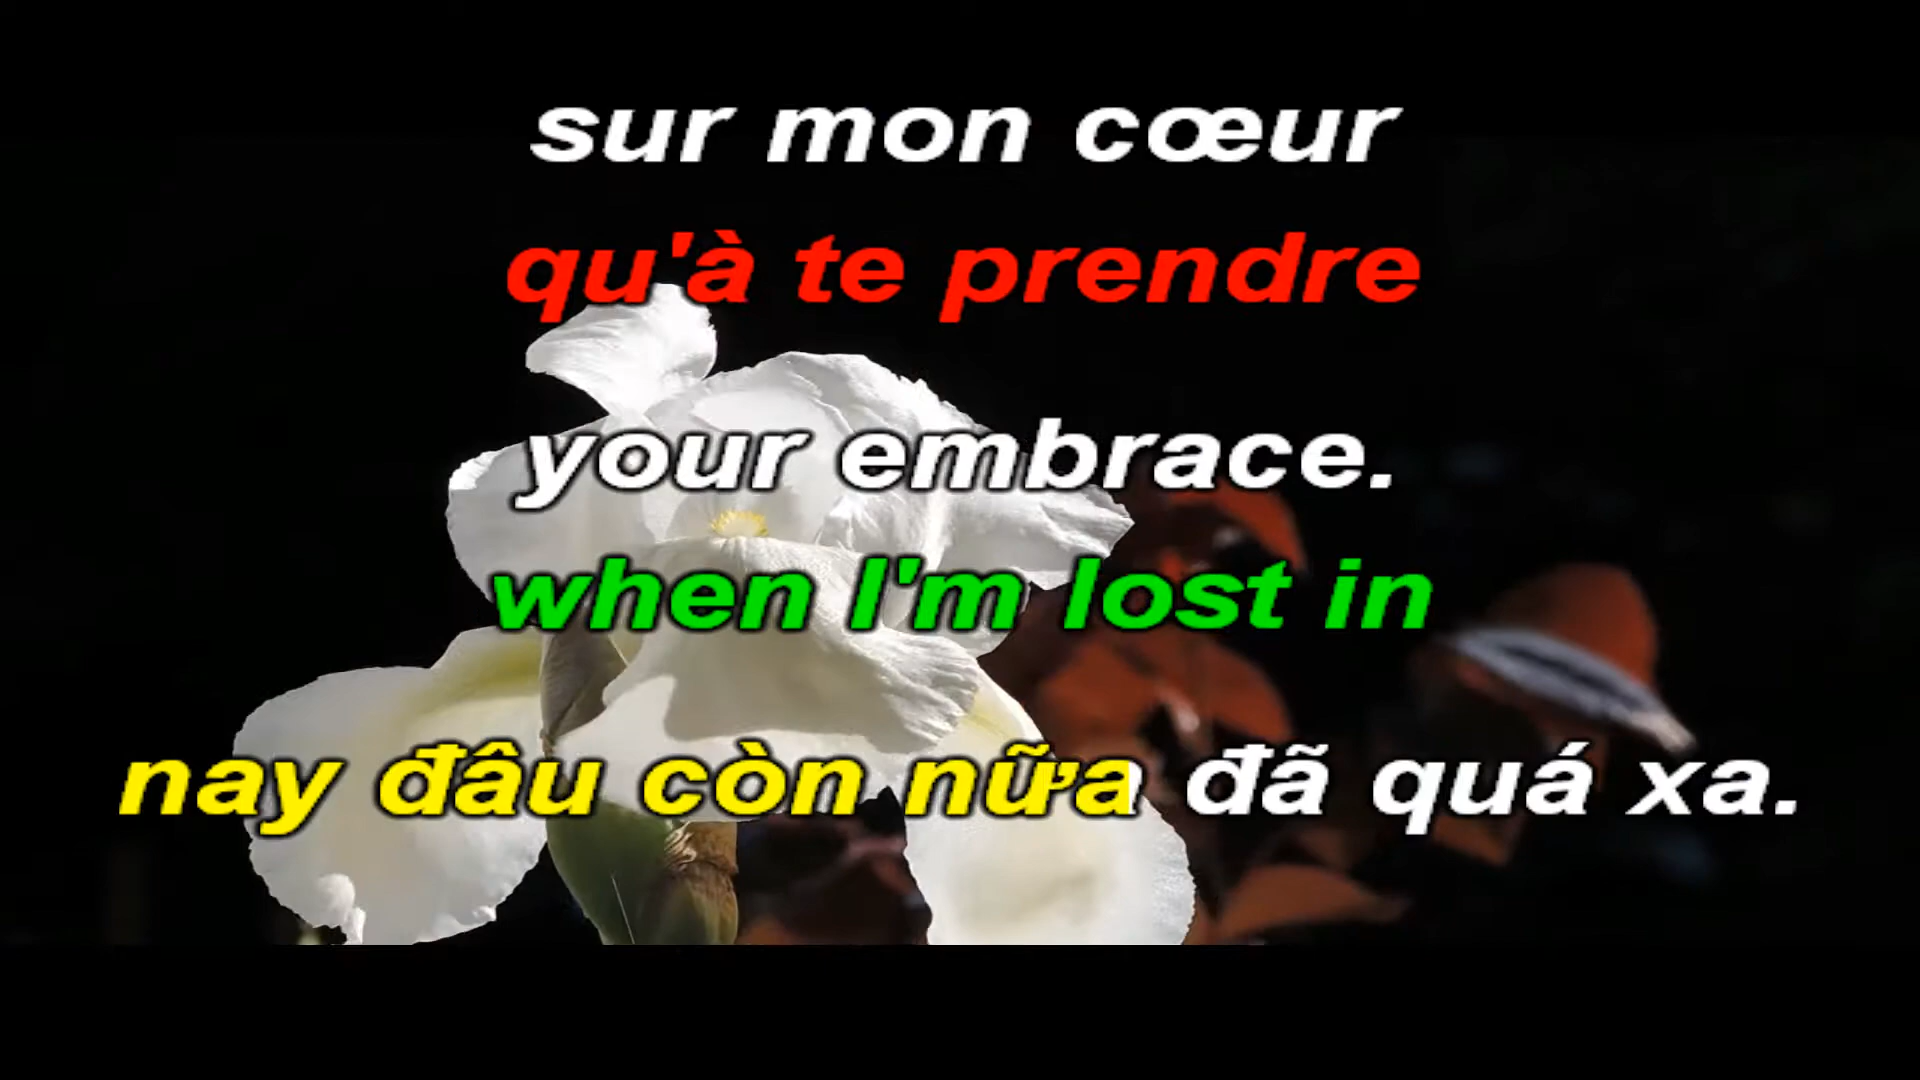 sur mon cœur
qu'à te prendre
your embrace.
when I'm lost in
nay đâu còn nữa đã quá xa.